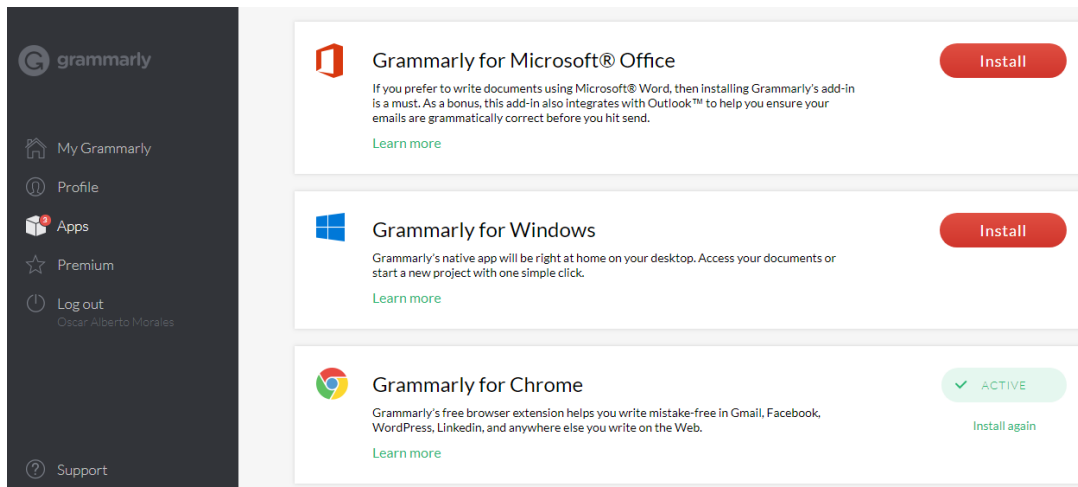 grammarly
My Grammarly
Profile
3
Apps
Premium
Log out
Oscar Alberto Morales
Support
Grammarly for Microsoft® Office
If you prefer to write documents using Microsoft® Word, then installing Grammarly's add-in
is a must. As a bonus, this add-in also integrates with Outlook™ to help you ensure your
emails are grammatically correct before you hit send.
Learn more
Install
Grammarly for Windows
Grammarly's native app will be right at home on your desktop. Access your documents or
start a new project with one simple click.
Learn more
Install
Grammarly for Chrome
Grammarly's free browser extension helps you write mistake-free in Gmail, Facebook,
WordPress, Linkedin, and anywhere else you write on the Web.
Learn more
ACTIVE
Install again